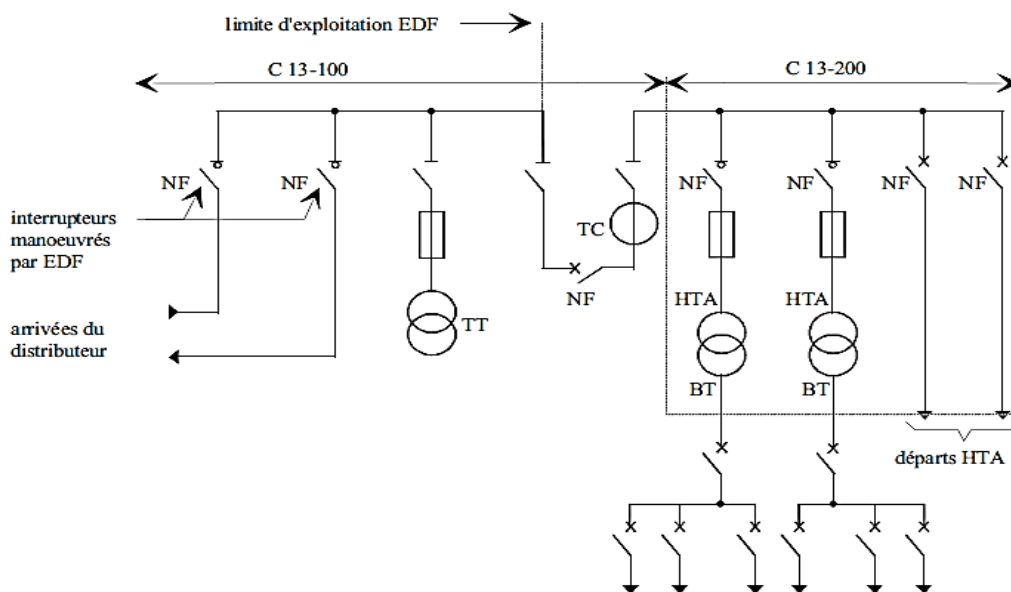 limite d'exploitation EDF
C 13-100
C 13-200
NF
NF
NF
NF
NF
NF
interrupteurs
manoeuvrés
par EDF
TC
NF
HTA
HTA
arrivées du
distributeur
TT
BT
BT
départs HTA